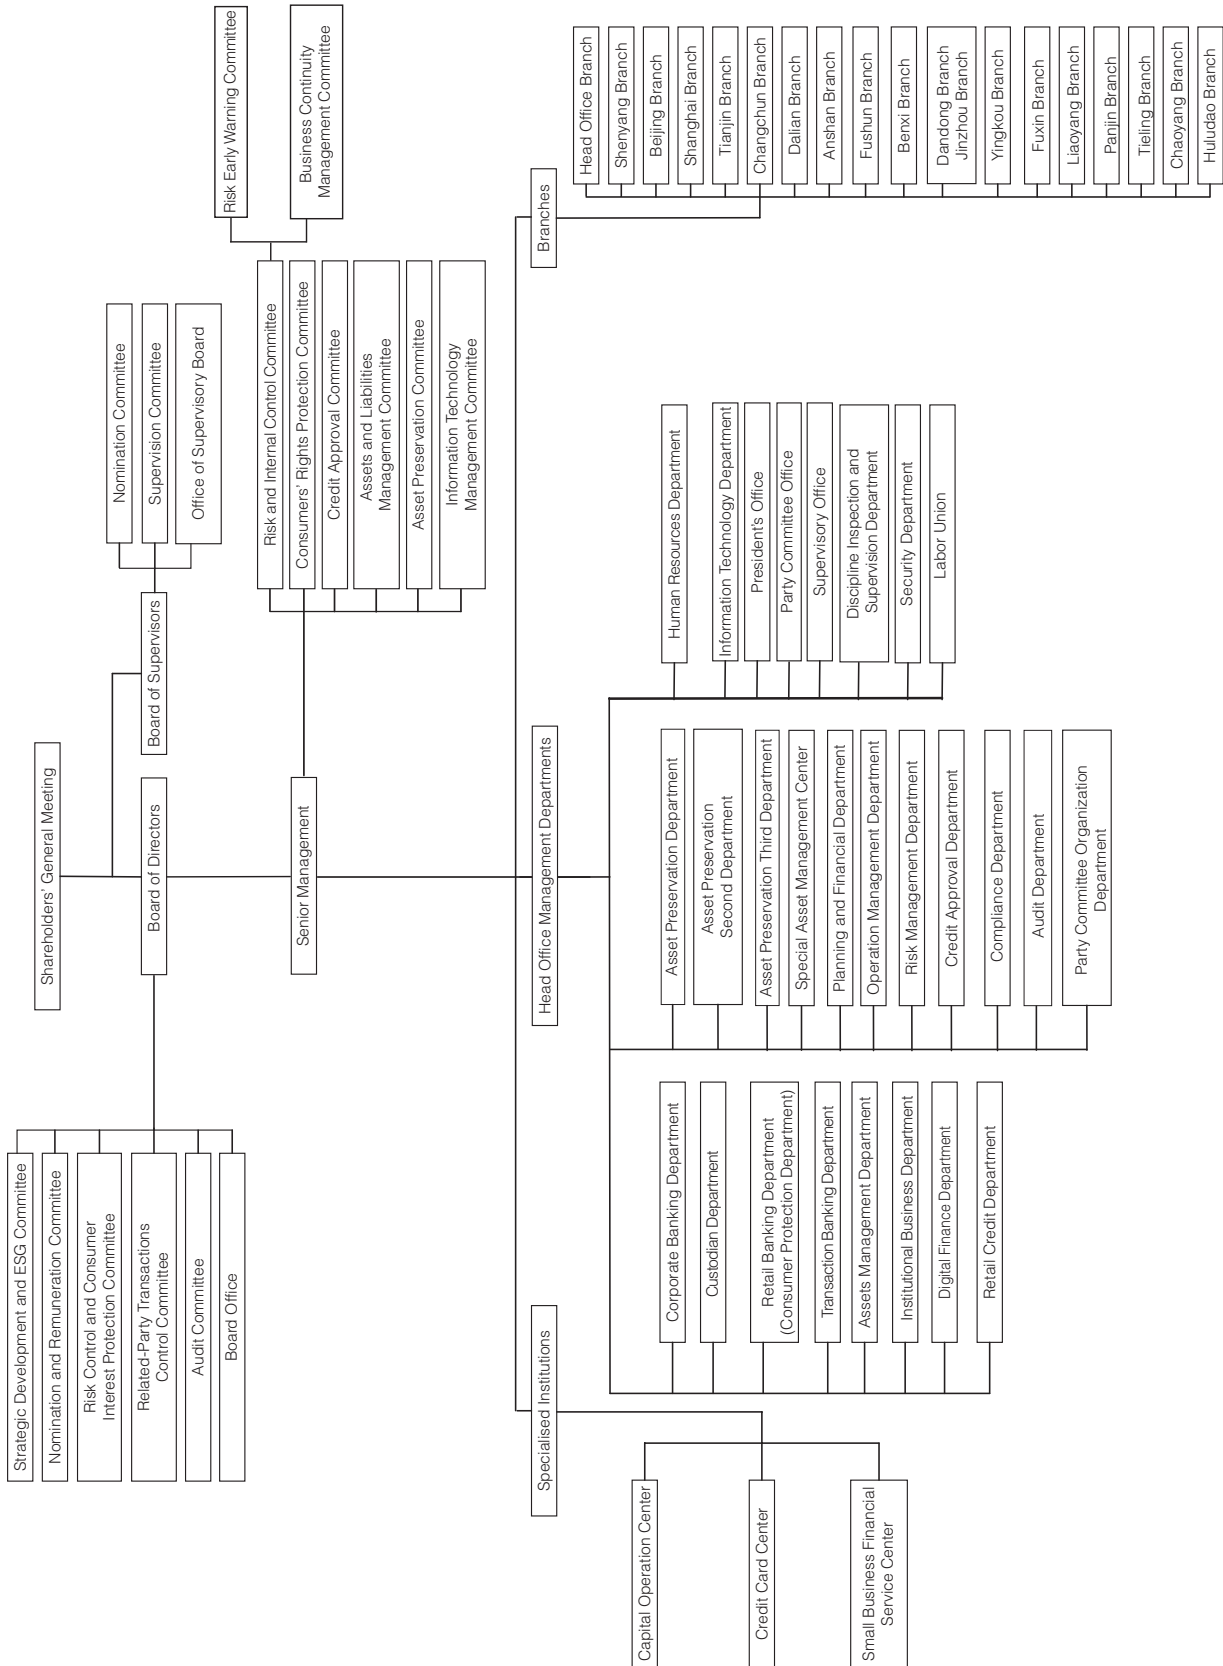 Shareholders' General Meeting
Board of Directors
Board of Supervisors
Strategic Development and ESG Committee
Nomination and Remuneration Committee
Risk Control and Consumer
Interest Protection Committee
Related-Party Transactions
Control Committee
Audit Committee
Board Office
Nomination Committee
Supervision Committee
Office of Supervisory Board
Senior Management
Risk and Internal Control Committee
Consumers' Rights Protection Committee
Credit Approval Committee
Assets and Liabilities
Management Committee
Asset Preservation Committee
Information Technology
Management Committee
Risk Early Warning Committee
Business Continuity
Management Committee
Specialised Institutions
Head Office Management Departments
Branches
Capital Operation Center
Credit Card Center
Small Business Financial
Service Center
Corporate Banking Department
Custodian Department
Retail Banking Department
(Consumer Protection Department)
Transaction Banking Department
Assets Management Department
Institutional Business Department
Digital Finance Department
Retail Credit Department
Asset Preservation Department
Asset Preservation
Second Department
Asset Preservation Third Department
Special Asset Management Center
Planning and Financial Department
Operation Management Department
Risk Management Department
Credit Approval Department
Compliance Department
Audit Department
Party Committee Organization
Department
Human Resources Department
Information Technology Department
President's Office
Party Committee Office
Supervisory Office
Discipline Inspection and
Supervision Department
Security Department
Labor Union
Head Office Branch
Shenyang Branch
Beijing Branch
Shanghai Branch
Tianjin Branch
Changchun Branch
Dalian Branch
Anshan Branch
Fushun Branch
Benxi Branch
Dandong Branch
Jinzhou Branch
Yingkou Branch
Fuxin Branch
Liaoyang Branch
Panjin Branch
Tieling Branch
Chaoyang Branch
Huludao Branch